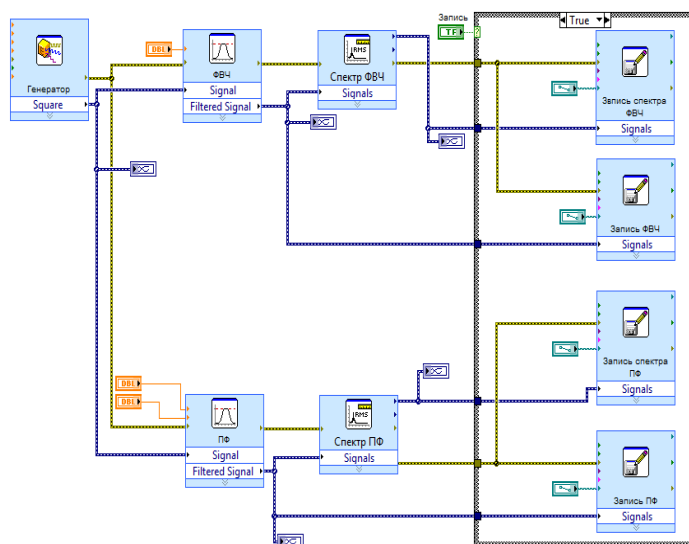 Генератор
Square
DBL
ФВЧ
Signal
Filtered Signal
RMS
Спектр ФВЧ
Signals
Запись
TF
?
True
Запись спектра
ФВЧ
Signals
Запись ФВЧ
Signals
DBL
DBL
ПФ
Signal
Filtered Signal
RMS
Спектр ПФ
Signals
Запись спектра
ПФ
Signals
Запись ПФ
Signals